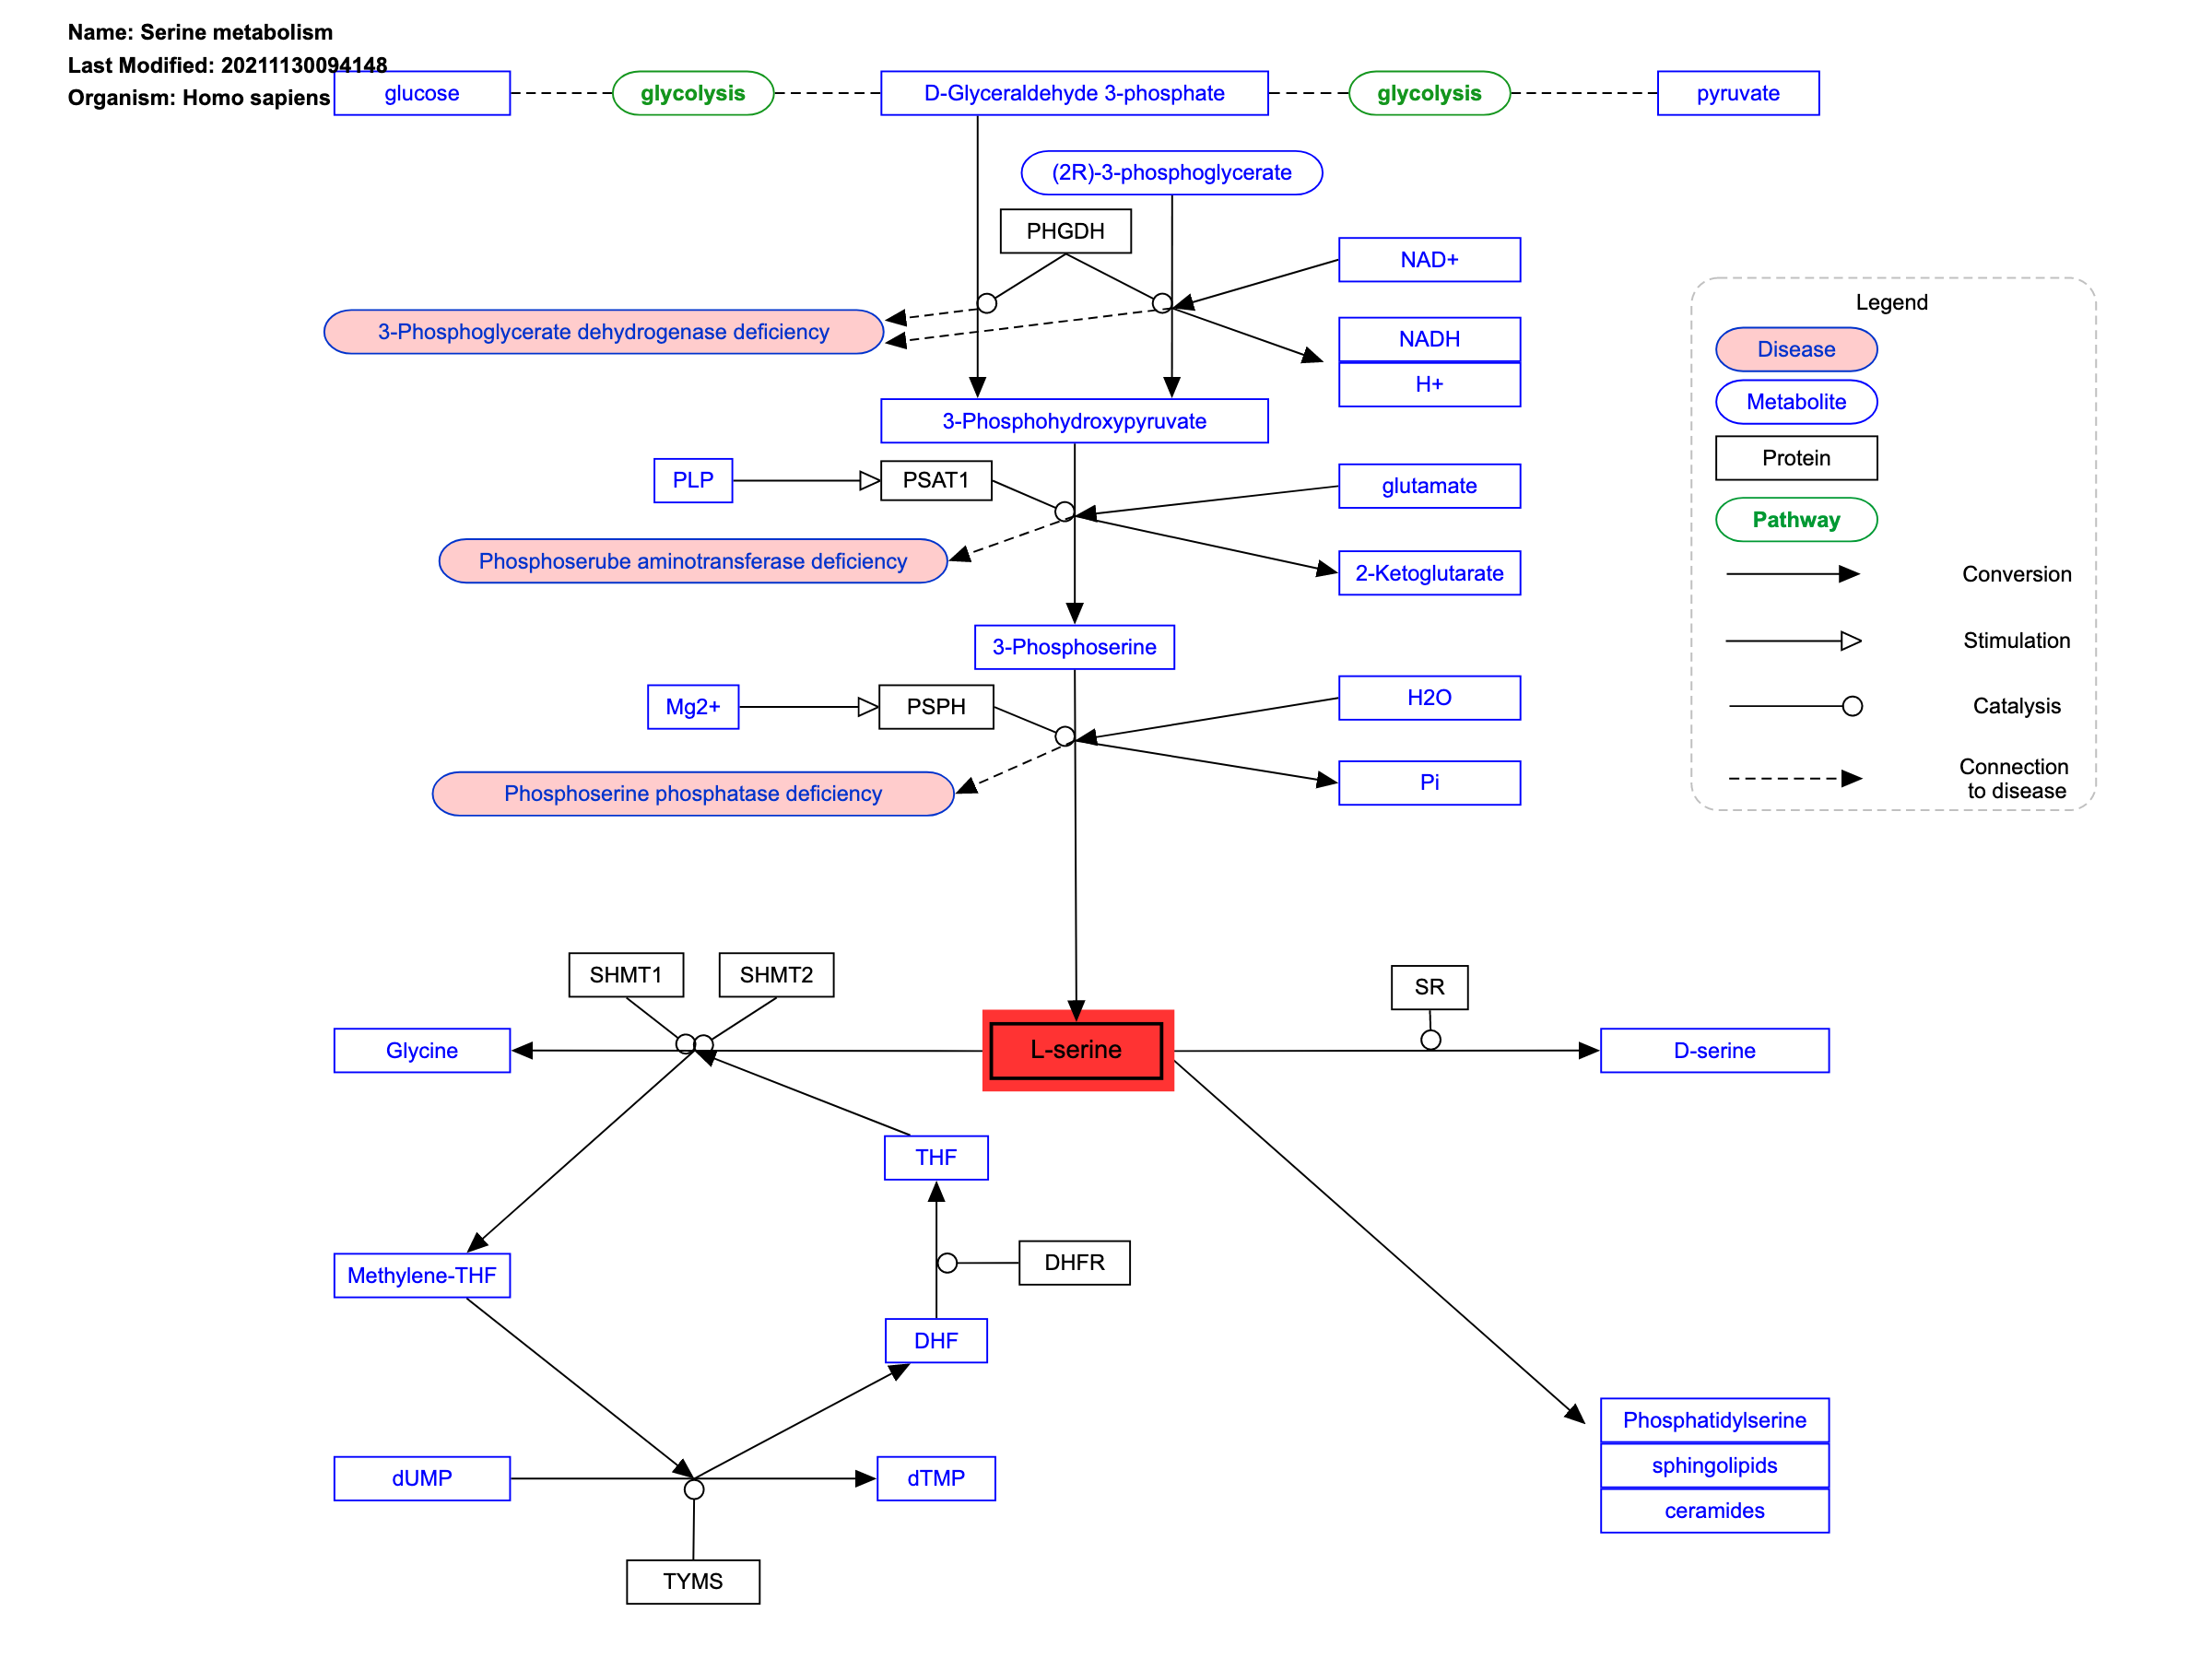 Name: Serine metabolism
Last Modified: 20211130094148
Organism: Homo sapiens
glucose
glycolysis
D-Glyceraldehyde 3-phosphate
glycolysis
pyruvate
(2R)-3-phosphoglycerate
PHGDH
NAD+
3-Phosphoglycerate dehydrogenase deficiency
NADH
H+
3-Phosphohydroxypyruvate
PLP
PSAT1
glutamate
Phosphoserube aminotransferase deficiency
2-Ketoglutarate
3-Phosphoserine
Mg2+
PSPH
H2O
Phosphoserine phosphatase deficiency
Pi
Legend
Disease
Metabolite
Protein
Pathway
Conversion
Stimulation
Catalysis
Connection
to disease
SHMT1
SHMT2
SR
Glycine
L-serine
D-serine
THF
Methylene-THF
DHFR
DHF
Phosphatidylserine
sphingolipids
ceramides
dUMP
dTMP
TYMS